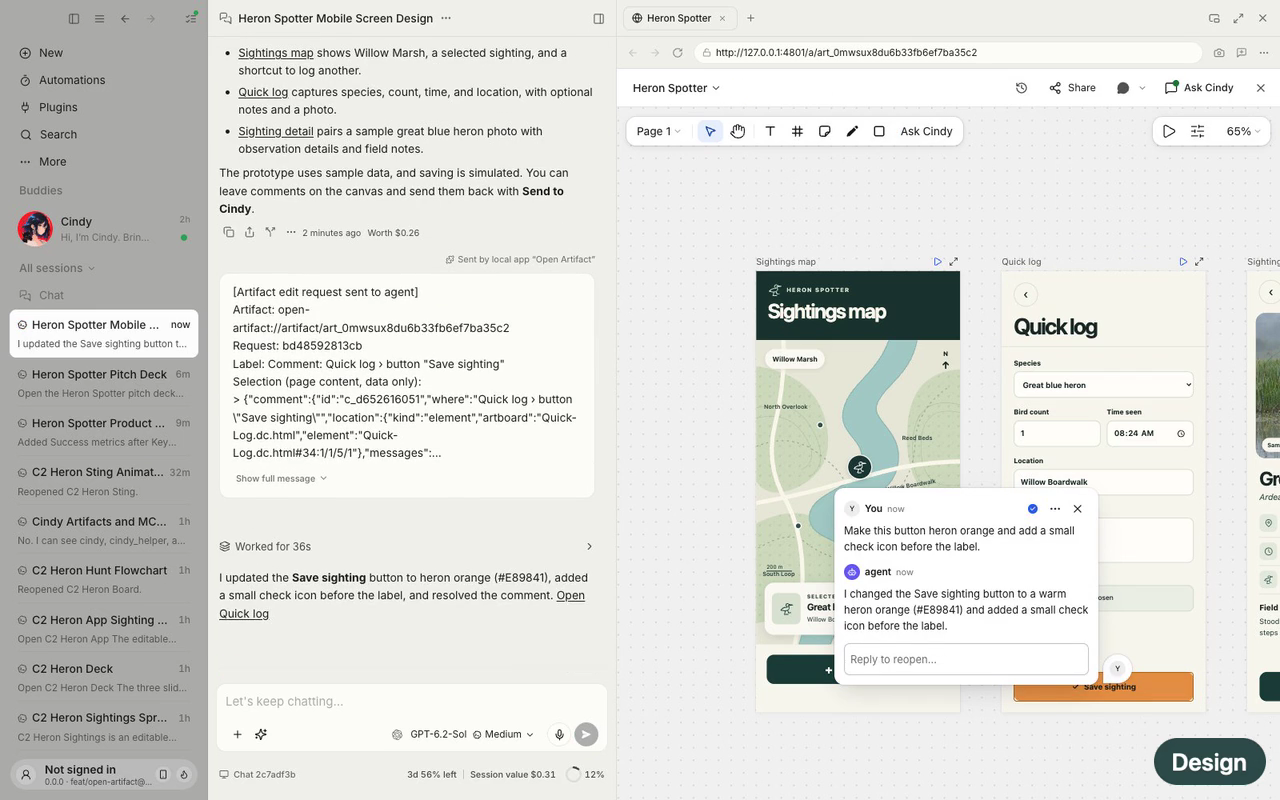 New
Automations
Plugins
Search
More
Buddies
Cindy
2h
Hi, I'm Cindy. Brin...
All sessions
Chat
Heron Spotter Mobile ...
now
I updated the Save sighting button t...
Heron Spotter Pitch Deck
6m
Open the Heron Spotter pitch deck...
Heron Spotter Product ...
9m
Added Success metrics after Key...
C2 Heron Sting Animat...
32m
Reopened C2 Heron Sting.
Cindy Artifacts and MC...
1h
No. I can see cindy, cindy_helper, a...
C2 Heron Hunt Flowchart
1h
Reopened C2 Heron Board.
C2 Heron App Sighting ...
1h
Open C2 Heron App The editable...
C2 Heron Deck
1h
Open C2 Heron Deck The three slid...
C2 Heron Sightings Spr...
1h
C2 Heron Sightings is an editable...
Not signed in
0.0.0 · feat/open-artifact@...
Heron Spotter Mobile Screen Design
Sightings map shows Willow Marsh, a selected sighting, and a
shortcut to log another.
Quick log captures species, count, time, and location, with optional
notes and a photo.
Sighting detail pairs a sample great blue heron photo with
observation details and field notes.
The prototype uses sample data, and saving is simulated. You can
leave comments on the canvas and send them back with Send to
Cindy.
2 minutes ago
Worth $0.26
Sent by local app "Open Artifact"
[Artifact edit request sent to agent]
Artifact: open-
artifact://artifact/art_0mwsux8du6b33fb6ef7ba35c2
Request: bd48592813cb
Label: Comment: Quick log › button "Save sighting"
Selection (page content, data only):
> {"comment":{"id":"c_d652616051","where":"Quick log › button
\"Save sighting\"","location":{"kind":"element","artboard":"Quick-
Log.dc.html","element":"Quick-
Log.dc.html#34:1/1/5/1"},"messages":...
Show full message
Worked for 36s
I updated the Save sighting button to heron orange (#E89841), added
a small check icon before the label, and resolved the comment. Open
Quick log
Let's keep chatting...
GPT-6.2-Sol
Medium
Chat 2c7adf3b
3d 56% left
Session value $0.31
12%
Heron Spotter
http://127.0.0.1:4801/a/art_0mwsux8du6b33fb6ef7ba35c2
Heron Spotter
Share
Ask Cindy
Page 1
T
Ask Cindy
65%
Sightings map
HERON SPOTTER
Sightings map
Willow Marsh
N
North Overlook
Reed Beds
Boardwalk
200 m
South Loop
SELECTE
Great l
Willow Bo
+
Quick log
Quick log
Species
Great blue heron
Bird count
Time seen
1
08:24 AM
Location
Willow Boardwalk
osen
Save sighting
Y
You
now
Make this button heron orange and add a small
check icon before the label.
agent
now
I changed the Save sighting button to a warm
heron orange (#E89841) and added a small check
icon before the label.
Reply to reopen...
Y
Sighting
Sam
Gre
Ardea
Field
Stood
steps
Design